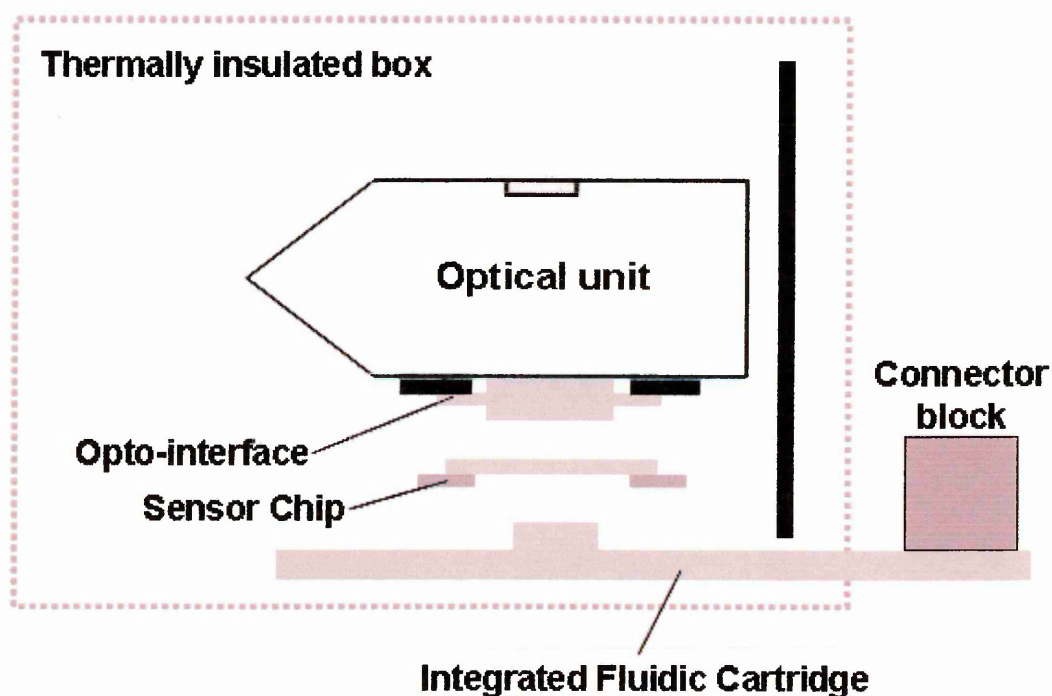 Thermally insulated box
Optical unit
Connector
block
Opto-interface
Sensor Chip
Integrated Fluidic Cartridge